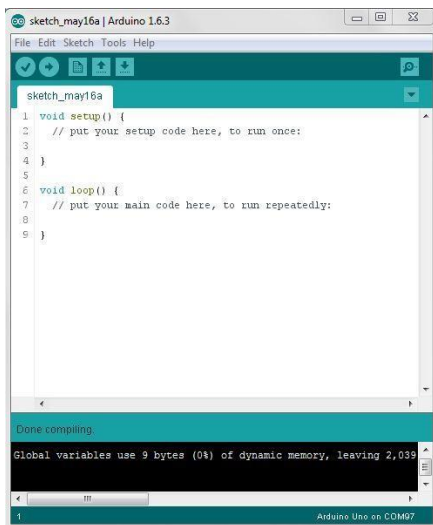 sketch_may16a | Arduino 1.6.3
File Edit Sketch Tools Help
sketch_may16a
1 void setup() {
2 // put your setup code here, to run once:
3
4 }
5
6 void loop() {
7 // put your main code here, to run repeatedly:
8
9 }
Done compiling.
Global variables use 9 bytes (0%) of dynamic memory, leaving 2,039
1 Arduino Uno on COM97